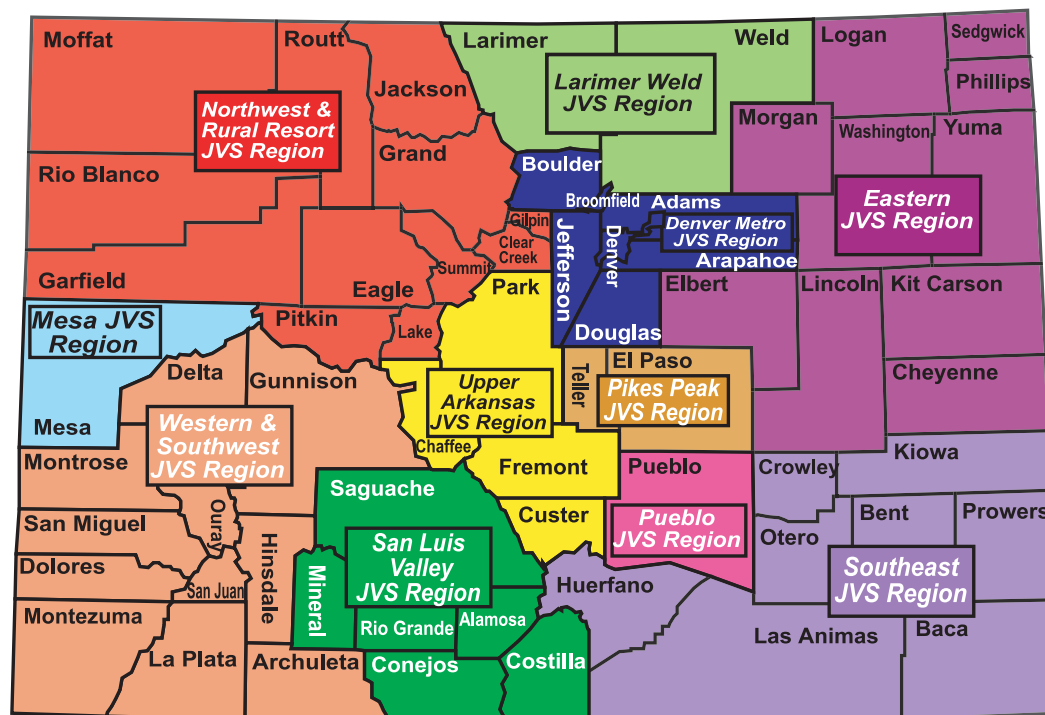 Moffat
Routt
Larimer
Weld
Logan
Sedgwick
Phillips
Jackson
Larimer Weld
JVS Region
Northwest &
Rural Resort
JVS Region
Morgan
Washington
Yuma
Grand
Boulder
Rio Blanco
Broomfield
Adams
Eastern
JVS Region
Gilpin
Denver Metro
JVS Region
Jefferson
Denver
Clear
Creek
Arapahoe
Summit
Garfield
Eagle
Park
Elbert
Lincoln
Kit Carson
Mesa JVS
Region
Pitkin
Lake
Douglas
Delta
Gunnison
Teller
El Paso
Cheyenne
Upper
Arkansas
JVS Region
Pikes Peak
JVS Region
Mesa
Western &
Southwest
JVS Region
Chaffee
Montrose
Fremont
Pueblo
Crowley
Kiowa
Saguache
Ouray
San Miguel
Custer
Pueblo
JVS Region
Otero
Bent
Prowers
Hinsdale
San Luis
Valley
JVS Region
Dolores
San Juan
Mineral
Huerfano
Southeast
JVS Region
Montezuma
Rio Grande
Alamosa
Las Animas
Baca
La Plata
Archuleta
Conejos
Costilla